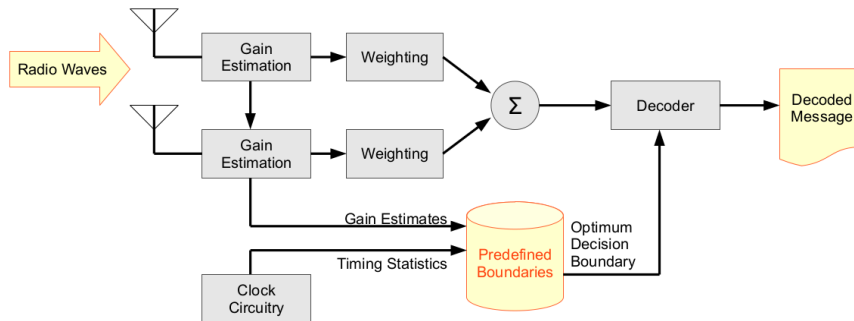 Radio Waves
Gain
Estimation
Weighting
Gain
Estimation
Weighting
Σ
Decoder
Decoded
Message
Gain Estimates
Timing Statistics
Clock
Circuitry
Predefined
Boundaries
Optimum
Decision
Boundary